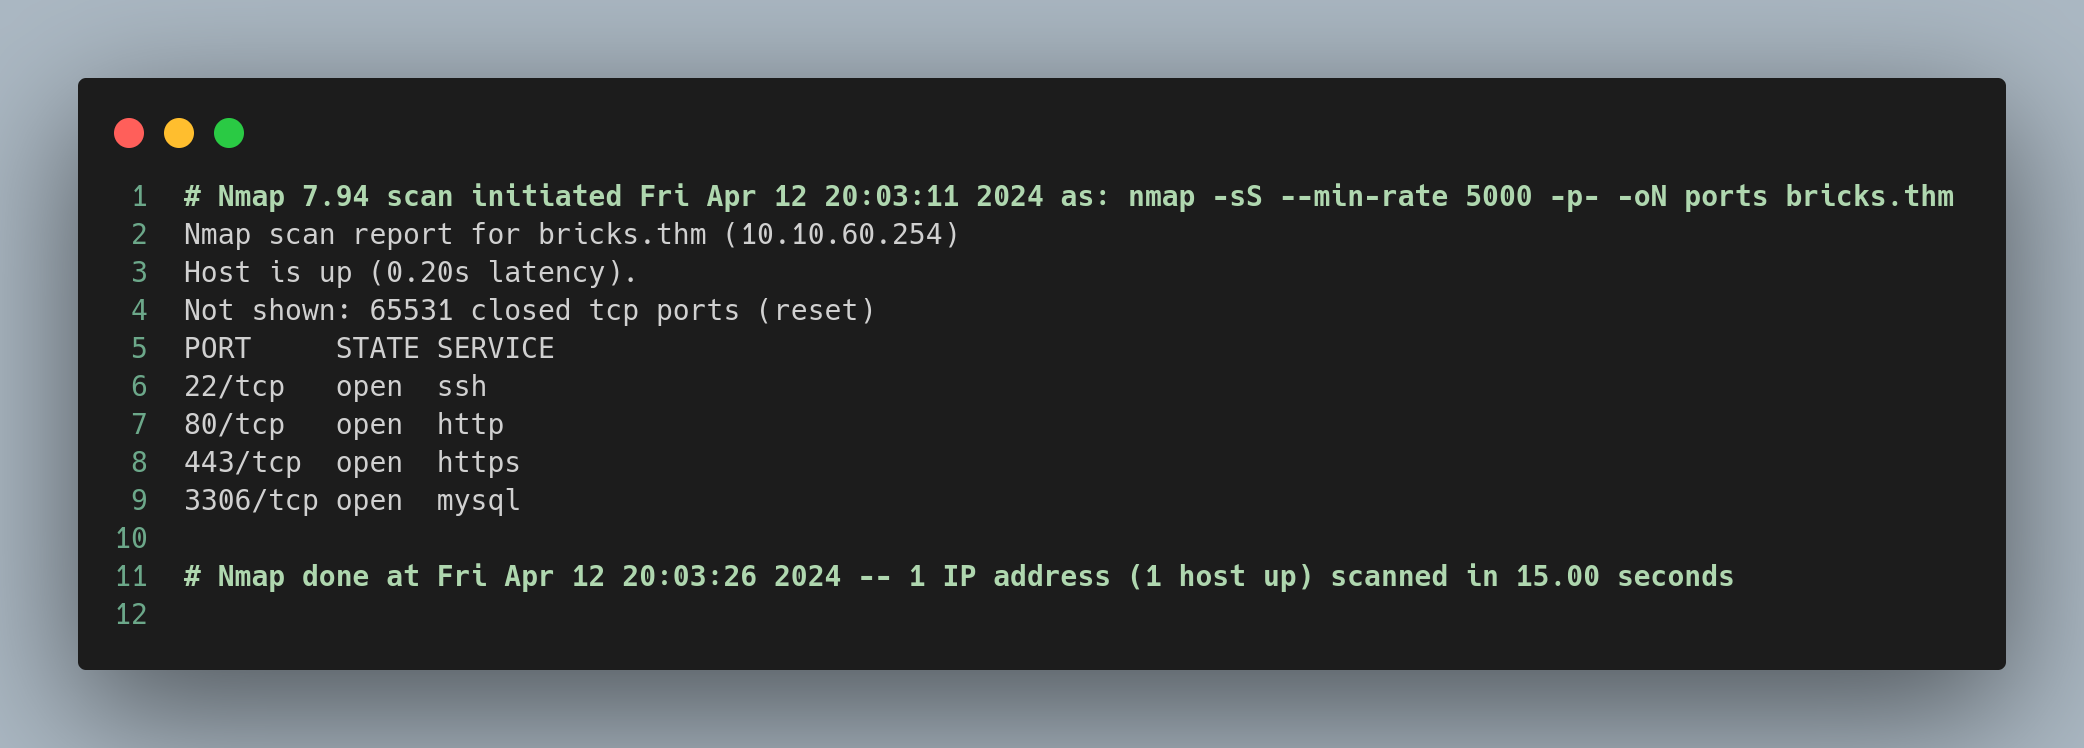 1 # Nmap 7.94 scan initiated Fri Apr 12 20:03:11 2024 as: nmap -sS --min-rate 5000 -p- -oN ports bricks.thm
2 Nmap scan report for bricks.thm (10.10.60.254)
3 Host is up (0.20s latency).
4 Not shown: 65531 closed tcp ports (reset)
5 PORT     STATE SERVICE
6 22/tcp   open  ssh
7 80/tcp   open  http
8 443/tcp  open  https
9 3306/tcp open  mysql
10
11 # Nmap done at Fri Apr 12 20:03:26 2024 -- 1 IP address (1 host up) scanned in 15.00 seconds
12